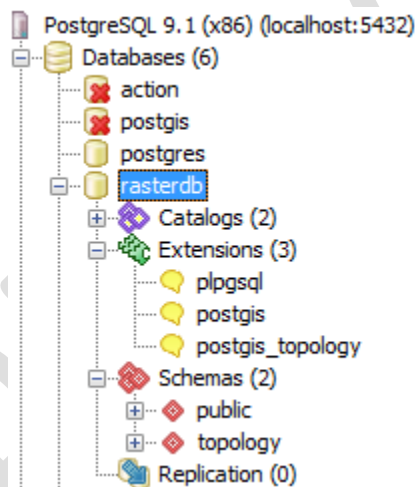 PostgreSQL 9.1 (x86) (localhost:5432)
Databases (6)
action
postgis
postgres
rasterdb
Catalogs (2)
Extensions (3)
plpgsql
postgis
postgis_topology
Schemas (2)
public
topology
Replication (0)